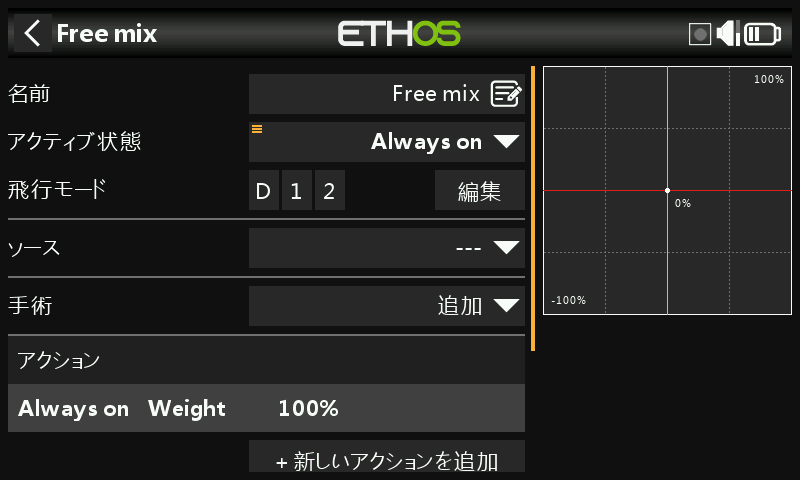 Free mix
ETHOS
名前
Free mix
アクティブ状態
Always on
飛行モード
D 1 2
編集
ソース
---
手術
追加
アクション
Always on Weight 100%
+ 新しいアクションを追加
100%
0%
-100%